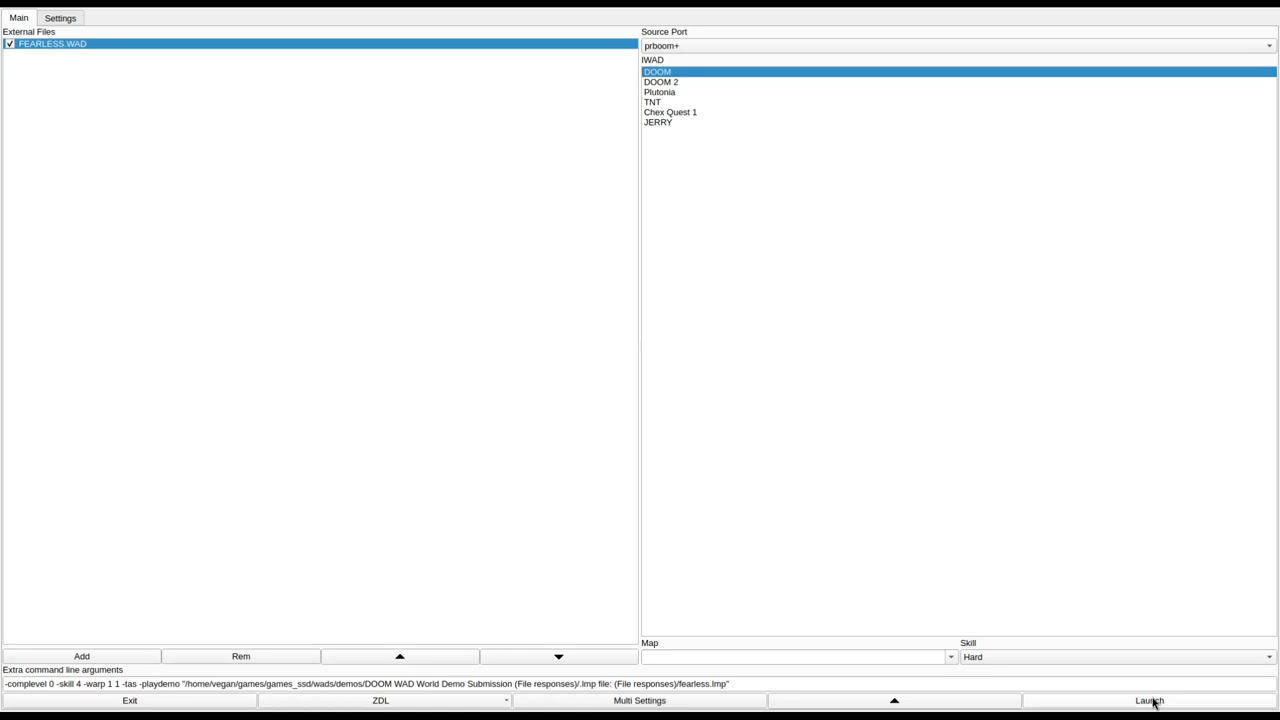 Main Settings
External Files
FEARLESS.WAD
Source Port
prboom+
IWAD
DOOM
DOOM 2
Plutonia
TNT
Chex Quest 1
JERRY
Map Skill
Hard
Add Rem
Extra command line arguments
-complevel 0 -skill 4 -warp 1 1 -tas -playdemo "/home/vegan/games/games_ssd/wads/demos/DOOM WAD World Demo Submission (File responses)/.lmp file: (File responses)/fearless.lmp"
Exit ZDL Multi Settings Launch